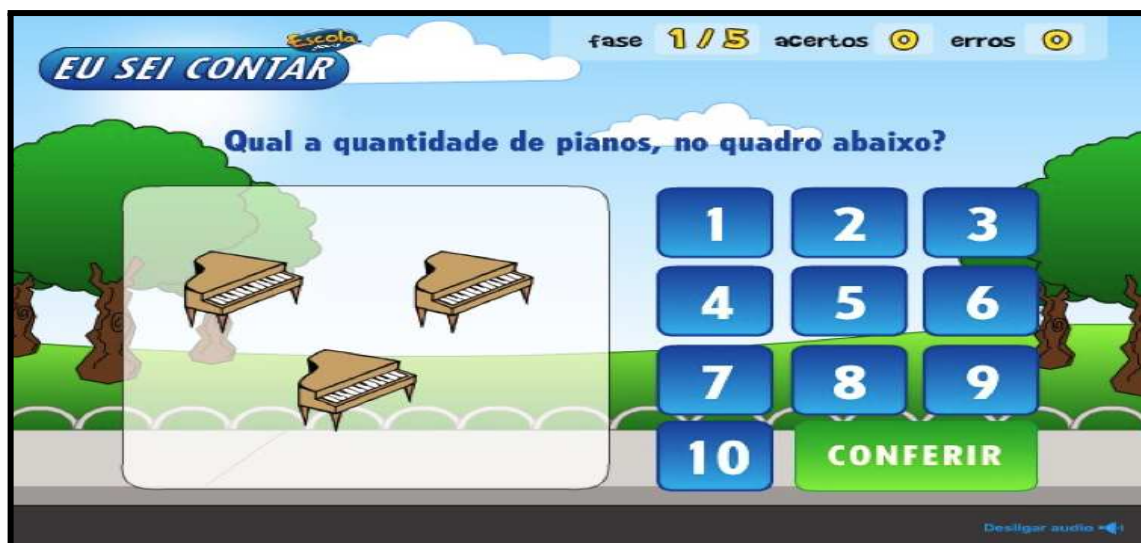 Escola
EU SEI CONTAR
fase 1/5 acertos 0 erros 0
Qual a quantidade de pianos, no quadro abaixo?
1 2 3
4 5 6
7 8 9
10 CONFERIR
Desligar audio